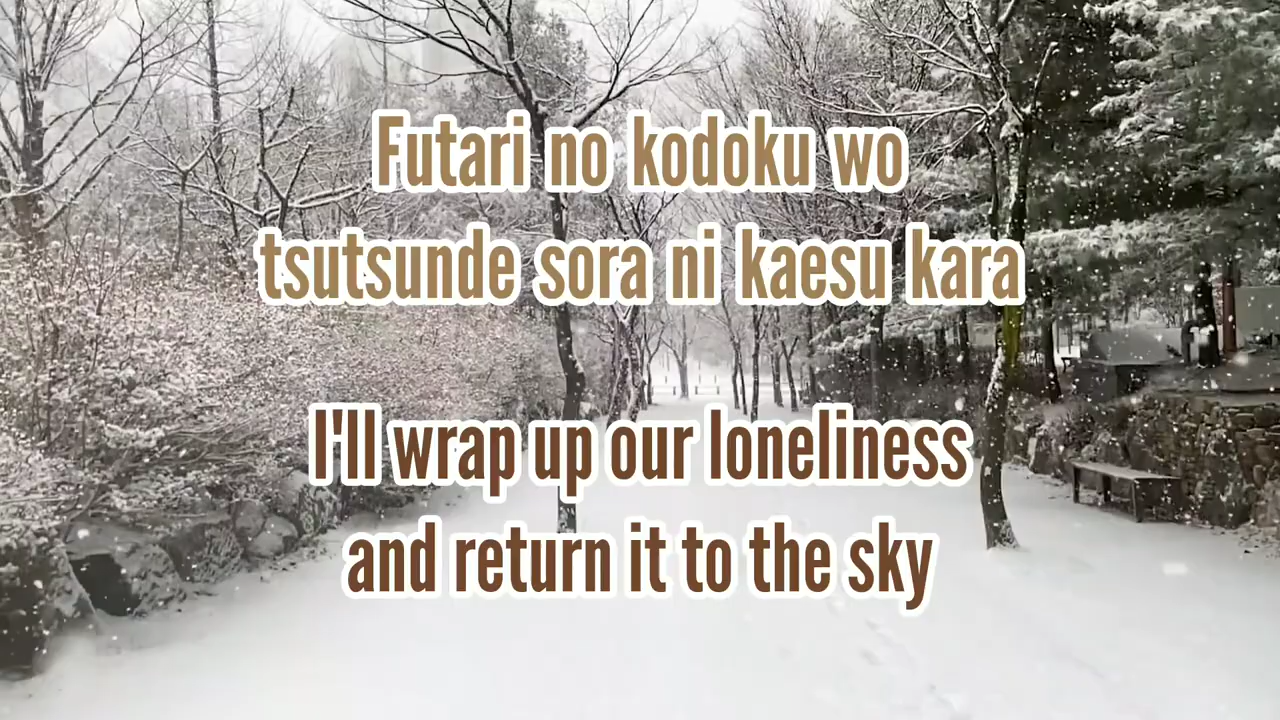 Futari no kodoku wo
tsutsunde sora ni kaesu kara
I'll wrap up our loneliness
and return it to the sky